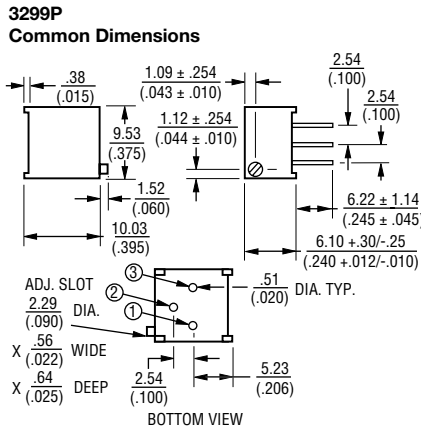 3299P
Common Dimensions
.38
(.015)
1.09 ± .254
(.043 ± .010)
2.54
(.100)
2.54
(.100)
9.53
(.375)
1.12 ± .254
(.044 ± .010)
1.52
(.060)
6.22 ± 1.14
(.245 ± .045)
10.03
(.395)
6.10 +.30/-.25
(.240 +.012/-.010)
3
.51
(.020) DIA. TYP.
ADJ. SLOT
2
2.29
(.090) DIA.
1
X .56
(.022) WIDE
X .64
(.025) DEEP
2.54
(.100)
5.23
(.206)
BOTTOM VIEW